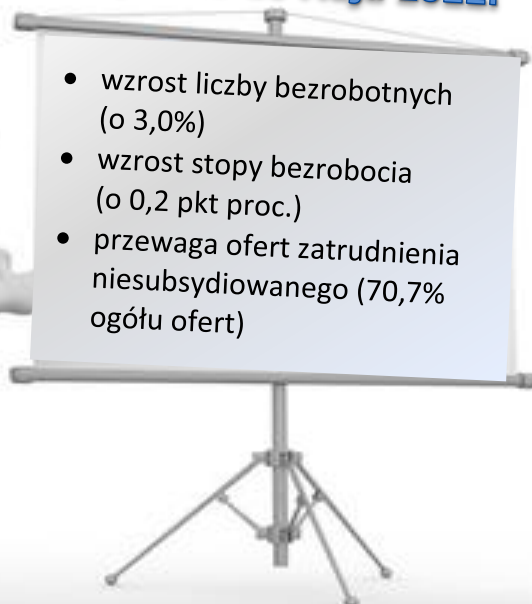 • wzrost liczby bezrobotnych
(o 3,0%)
• wzrost stopy bezrobocia
(o 0,2 pkt proc.)
• przewaga ofert zatrudnienia
niesubsydiowanego (70,7%
ogółu ofert)